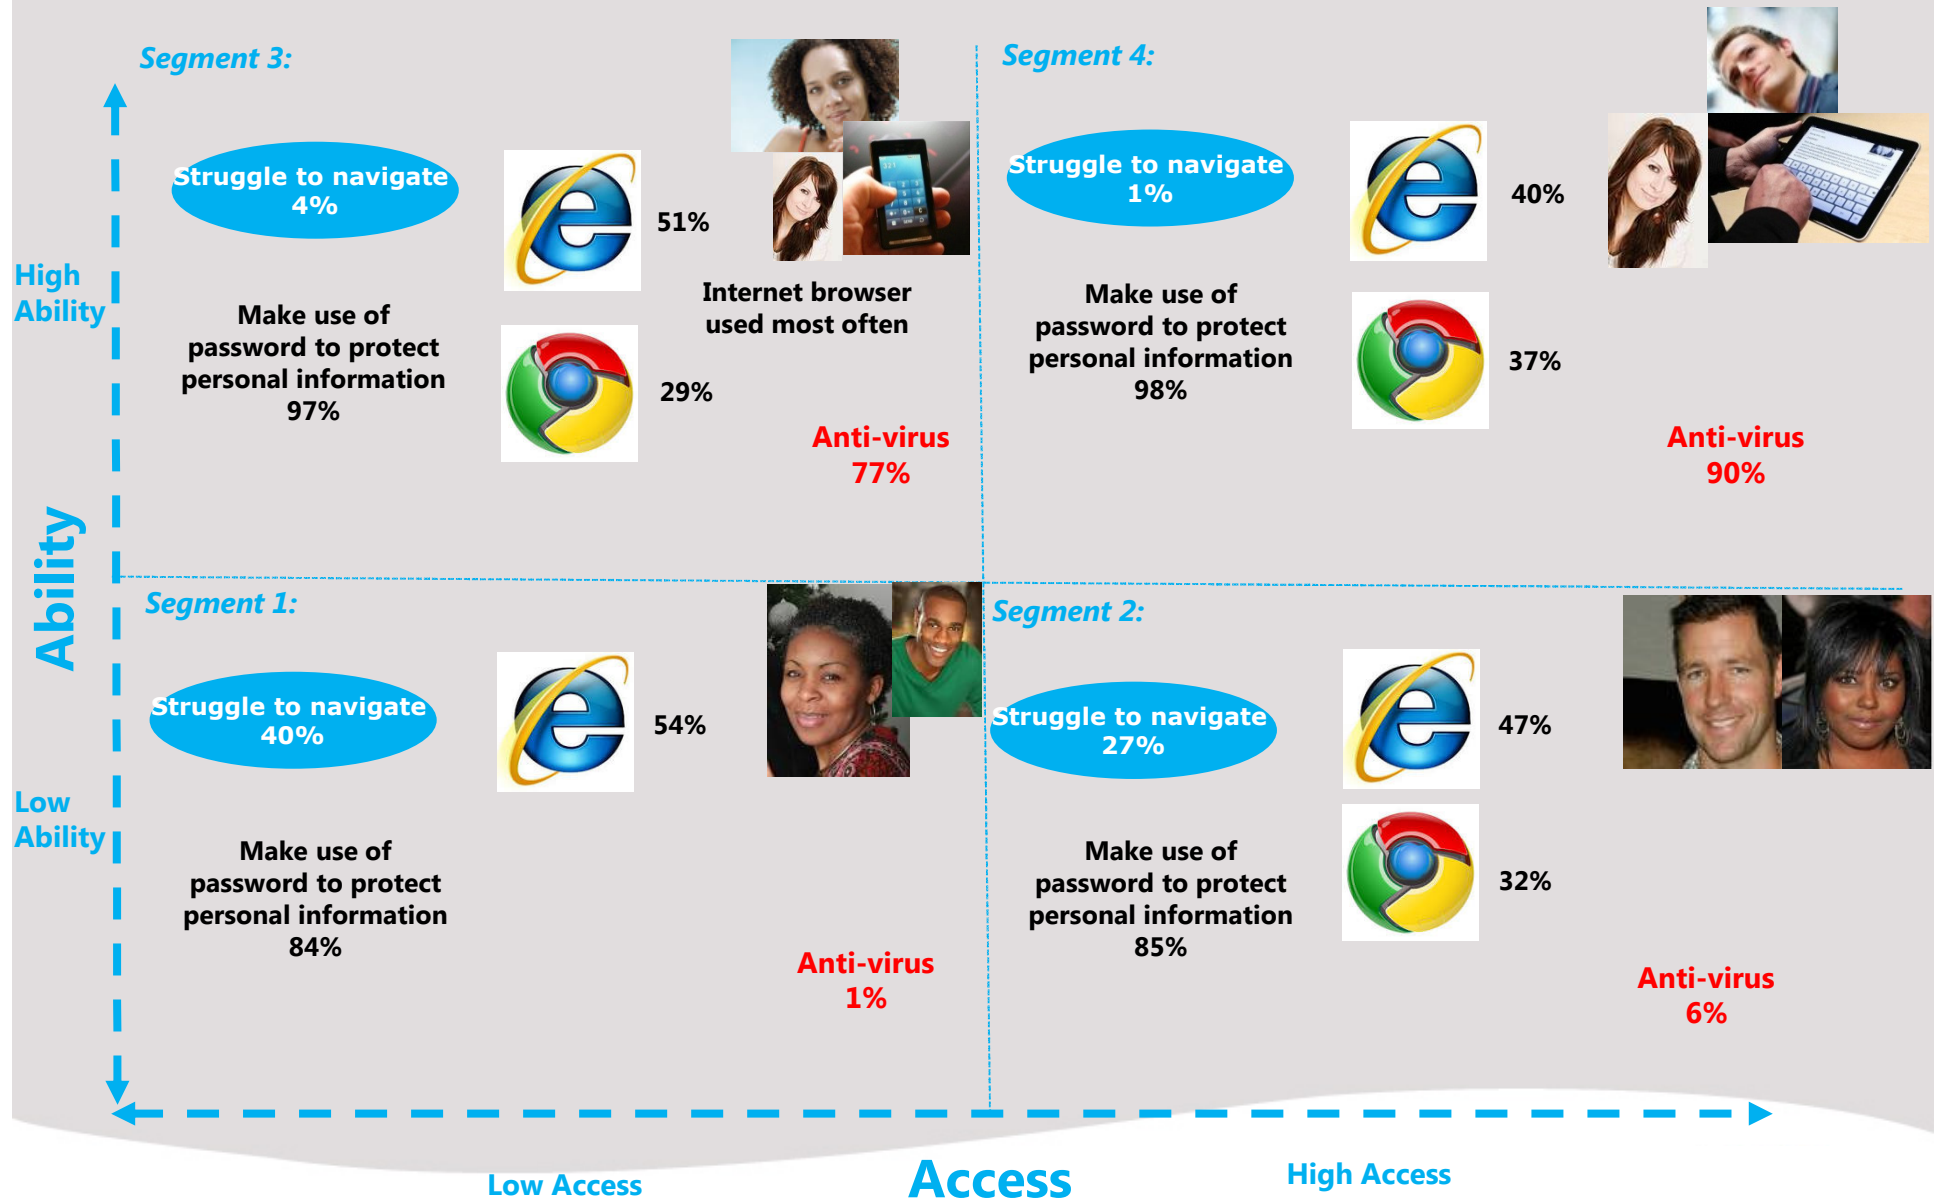 Segment 3:
Struggle to navigate
4%
51%
Make use of
password to protect
personal information
97%
29%
Internet browser
used most often
Anti-virus
77%
Segment 4:
Struggle to navigate
1%
40%
Make use of
password to protect
personal information
98%
37%
Anti-virus
90%
High
Ability
Ability
Low
Ability
Segment 1:
Struggle to navigate
40%
54%
Make use of
password to protect
personal information
84%
Anti-virus
1%
Segment 2:
Struggle to navigate
27%
47%
Make use of
password to protect
personal information
85%
32%
Anti-virus
6%
Low Access
Access
High Access